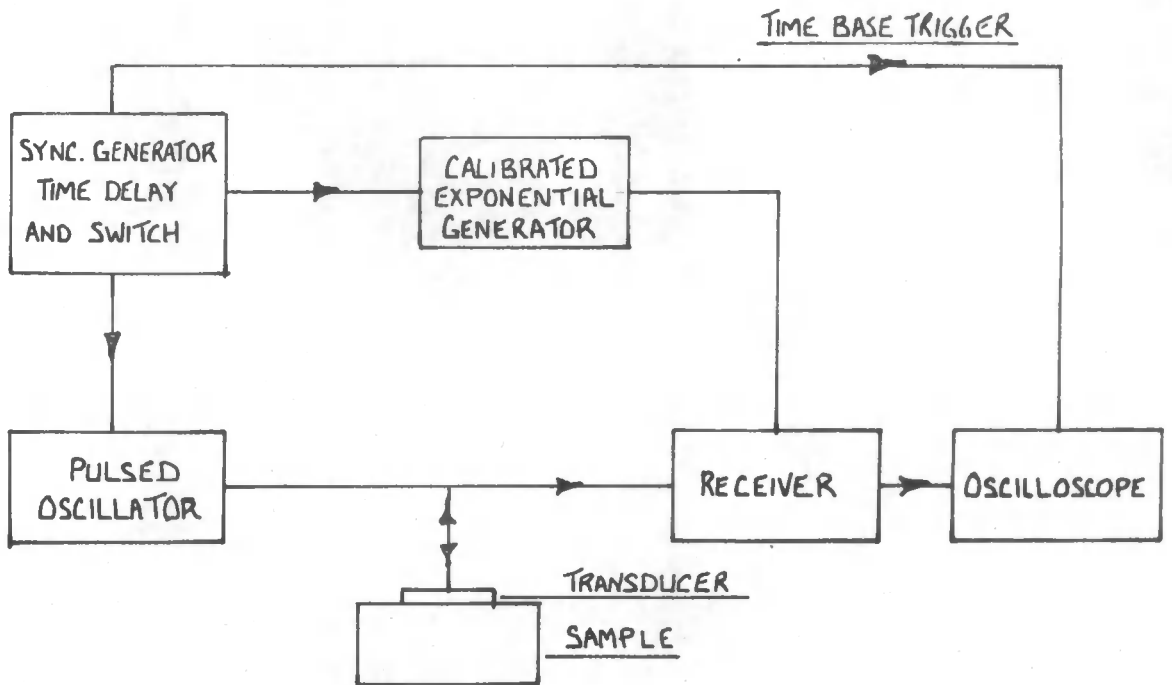 TIME BASE TRIGGER
SYNC. GENERATOR
TIME DELAY
AND SWITCH
CALIBRATED
EXPONENTIAL
GENERATOR
PULSED
OSCILLATOR
RECEIVER
OSCILLOSCOPE
TRANSDUCER
SAMPLE